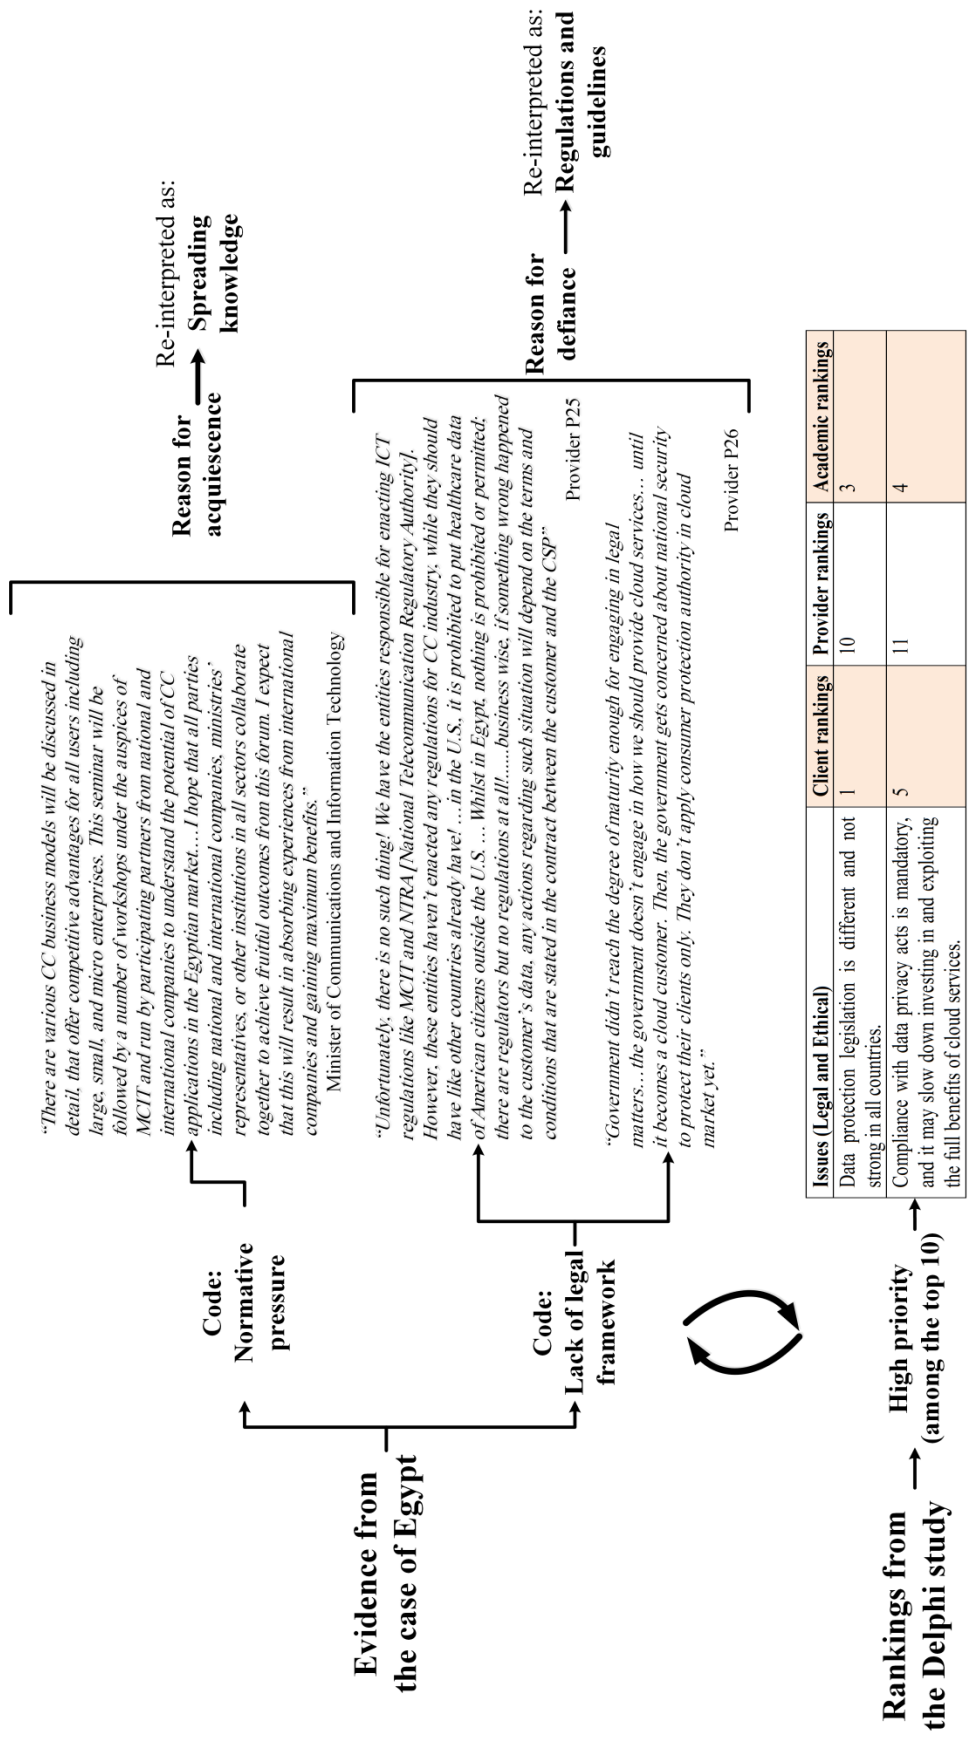 Evidence from
the case of Egypt
Code:
Normative
pressure
“There are various CC business models will be discussed in
detail, that offer competitive advantages for all users including
large, small, and micro enterprises. This seminar will be
followed by a number of workshops under the auspices of
MCIT and run by participating partners from national and
international companies to understand the potential of CC
applications in the Egyptian market.…I hope that all parties
including national and international companies, ministries’
representatives, or other institutions in all sectors collaborate
together to achieve fruitful outcomes from this forum. I expect
that this will result in absorbing experiences from international
companies and gaining maximum benefits.”
Minister of Communications and Information Technology
Reason for
acquiescence
Re-interpreted as:
Spreading
knowledge
Code:
Lack of legal
framework
“Unfortunately, there is no such thing! We have the entities responsible for enacting ICT
regulations like MCIT and NTRA [National Telecommunication Regulatory Authority].
However, these entities haven’t enacted any regulations for CC industry, while they should
have like other countries already have! …in the U.S., it is prohibited to put healthcare data
of American citizens outside the U.S. … Whilst in Egypt, nothing is prohibited or permitted;
there are regulators but no regulations at all!......business wise, if something wrong happened
to the customer’s data, any actions regarding such situation will depend on the terms and
conditions that are stated in the contract between the customer and the CSP”
Provider P25
“Government didn’t reach the degree of maturity enough for engaging in legal
matters…the government doesn’t engage in how we should provide cloud services… until
it becomes a cloud customer. Then, the government gets concerned about national security
to protect their clients only. They don’t apply consumer protection authority in cloud
market yet.”
Provider P26
Reason for
defiance
Re-interpreted as:
Regulations and
guidelines
Rankings from
the Delphi study
High priority
(among the top 10)
Issues (Legal and Ethical) Client rankings Provider rankings Academic rankings
Data protection legislation is different and not 1 10 3
strong in all countries.
Compliance with data privacy acts is mandatory, 5 11 4
and it may slow down investing in and exploiting
the full benefits of cloud services.